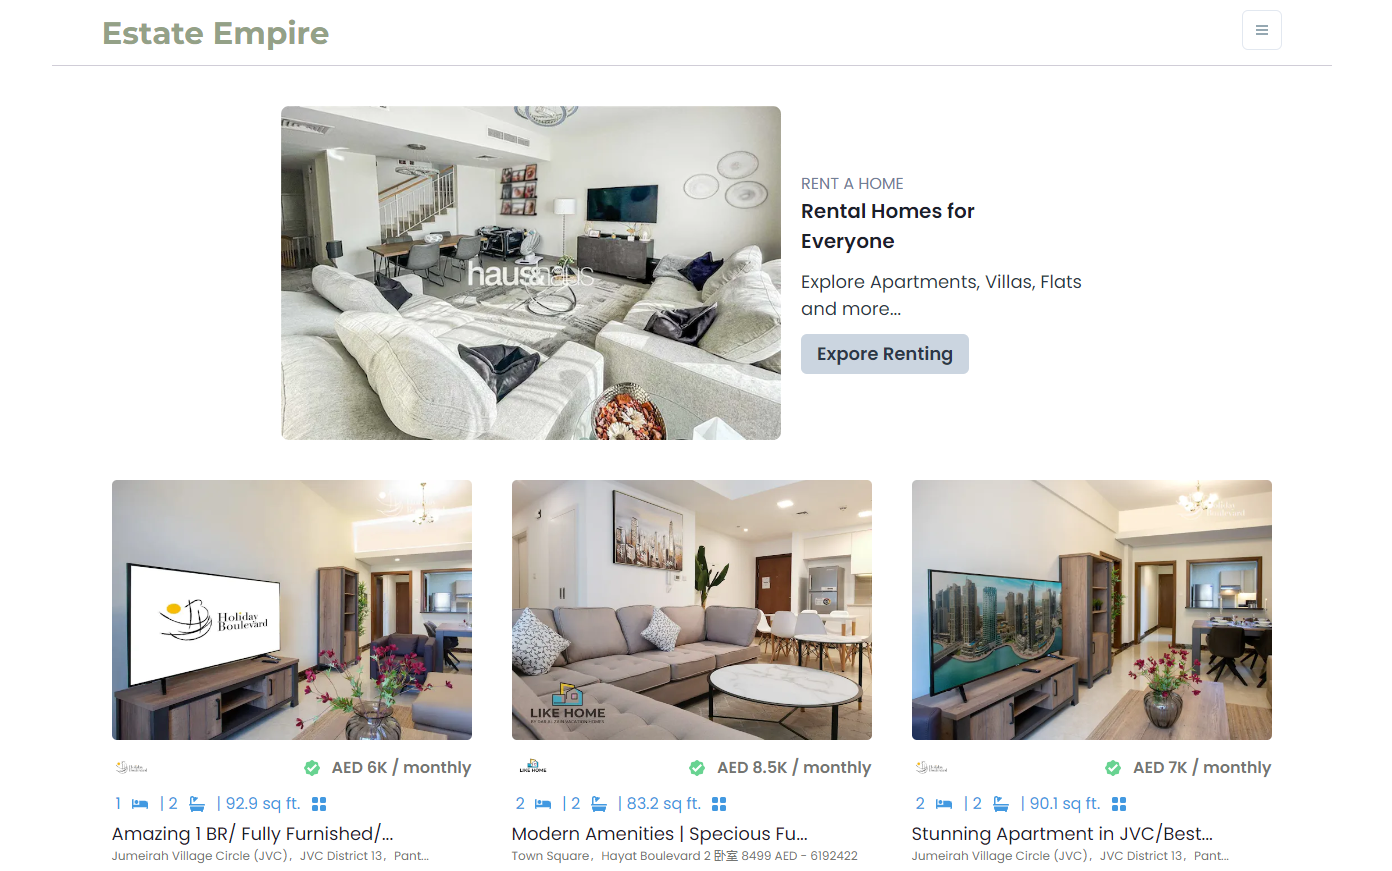 Estate Empire
haus&haus
RENT A HOME
Rental Homes for
Everyone
Explore Apartments, Villas, Flats
and more...
Expore Renting
Holiday
Boulevard
LIKE HOME
AED 6K / monthly
LIKE HOME
AED 8.5K / monthly
AED 7K / monthly
1 | 2 | 92.9 sq ft.
2 | 2 | 83.2 sq ft.
2 | 2 | 90.1 sq ft.
Amazing 1 BR/ Fully Furnished/...
Modern Amenities | Specious Fu...
Stunning Apartment in JVC/Best...
Jumeirah Village Circle (JVC), JVC District 13, Pant...
Town Square, Hayat Boulevard 2 卧室 8499 AED - 6192422
Jumeirah Village Circle (JVC), JVC District 13, Pant...